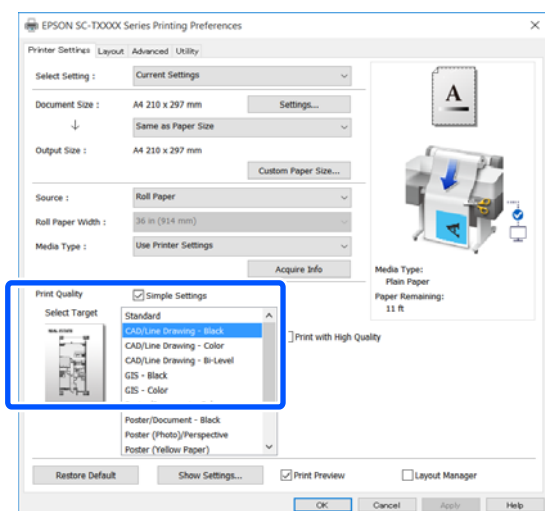 EPSON SC-TXXXX Series Printing Preferences
Printer Settings Layout Advanced Utility
Select Setting : Current Settings
Document Size : A4 210 x 297 mm Settings...
Same as Paper Size
Output Size : A4 210 x 297 mm
Custom Paper Size...
Source : Roll Paper
Roll Paper Width : 36 in (914 mm)
Media Type : Use Printer Settings
Acquire Info
A
A
Media Type:
Plain Paper
Paper Remaining:
11 ft
Print Quality Simple Settings
Select Target
REAL ESTATE
Standard
CAD/Line Drawing - Black
CAD/Line Drawing - Color
CAD/Line Drawing - Bi-Level
GIS - Black
GIS - Color
Print with High Quality
Poster/Document - Black
Poster (Photo)/Perspective
Poster (Yellow Paper)
Restore Default Show Settings... Print Preview Layout Manager
OK Cancel Apply Help